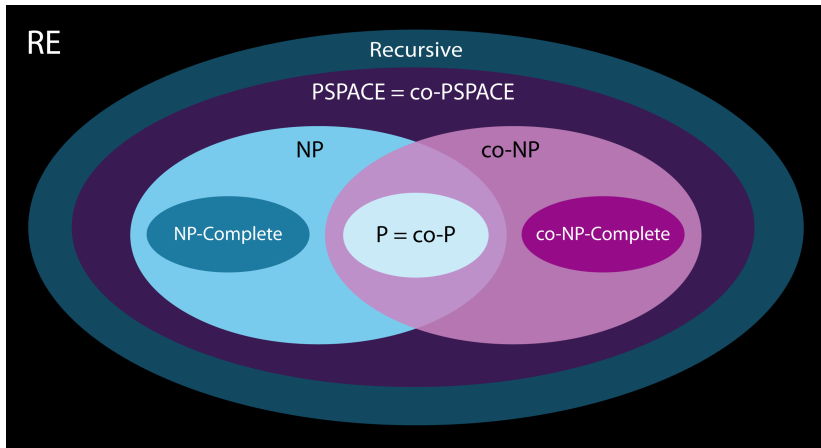 RE
Recursive
PSPACE = co-PSPACE
NP
co-NP
NP-Complete
P = co-P
co-NP-Complete